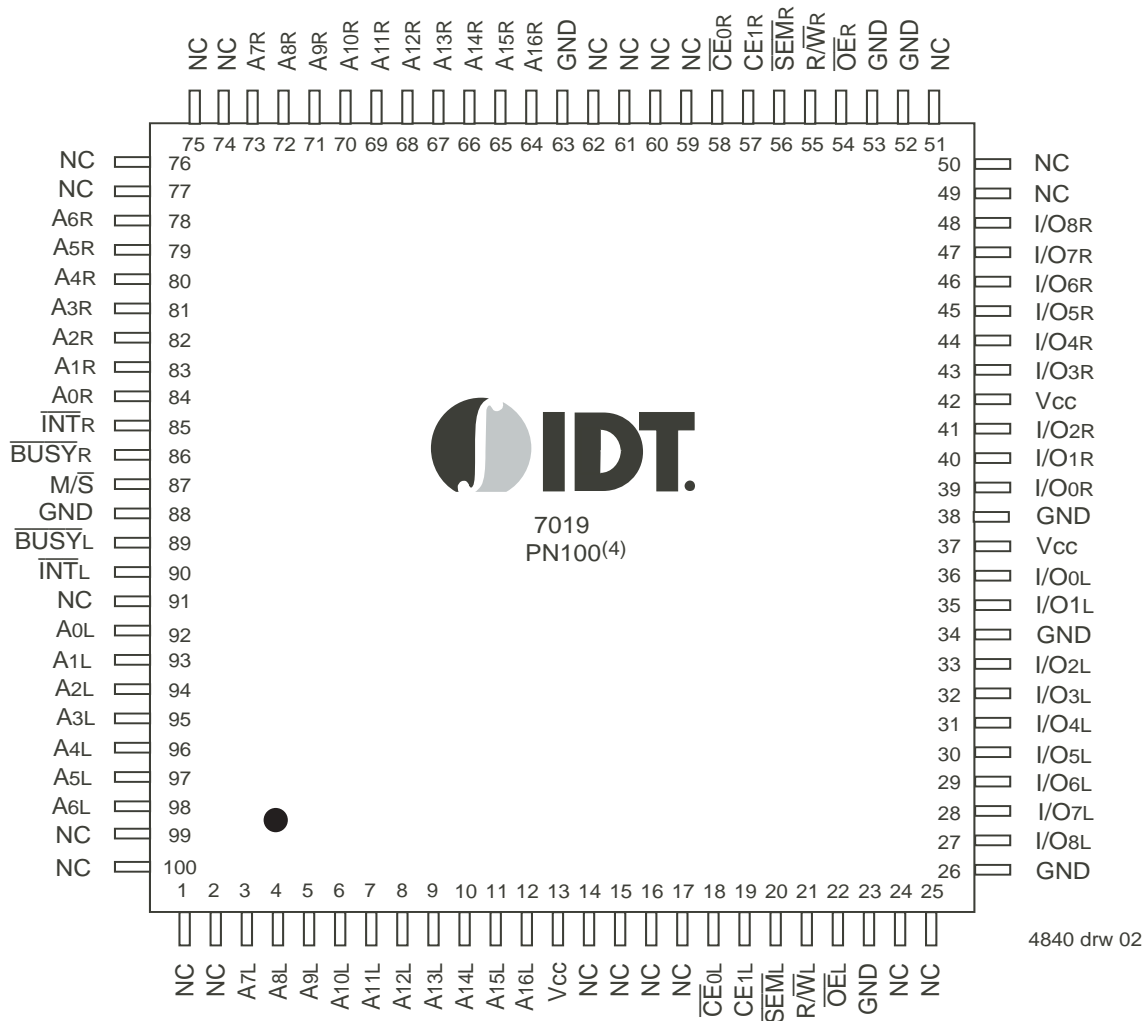 NC NC A7R A8R A9R A10R A11R A12R A13R A14R A15R A16R GND NC NC NC NC CE0R CE1R SEMR R/WR OER GND GND NC
75 74 73 72 71 70 69 68 67 66 65 64 63 62 61 60 59 58 57 56 55 54 53 52 51
NC 76 50 NC
NC 77 49 NC
A6R 78 48 I/O8R
A5R 79 47 I/O7R
A4R 80 46 I/O6R
A3R 81 45 I/O5R
A2R 82 44 I/O4R
A1R 83 43 I/O3R
A0R 84 42 Vcc
INTR 85 41 I/O2R
BUSYR 86 40 I/O1R
M/S 87 39 I/O0R
GND 88 38 GND
BUSYL 89 37 Vcc
INTL 90 36 I/O0L
NC 91 35 I/O1L
A0L 92 34 GND
A1L 93 33 I/O2L
A2L 94 32 I/O3L
A3L 95 31 I/O4L
A4L 96 30 I/O5L
A5L 97 29 I/O6L
A6L 98 28 I/O7L
NC 99 27 I/O8L
NC 100 26 GND
IDT.
7019
PN100(4)
1 2 3 4 5 6 7 8 9 10 11 12 13 14 15 16 17 18 19 20 21 22 23 24 25
NC NC A7L A8L A9L A10L A11L A12L A13L A14L A15L A16L Vcc NC NC NC NC CE0L CE1L SEML R/WL OEL GND NC NC
4840 drw 02